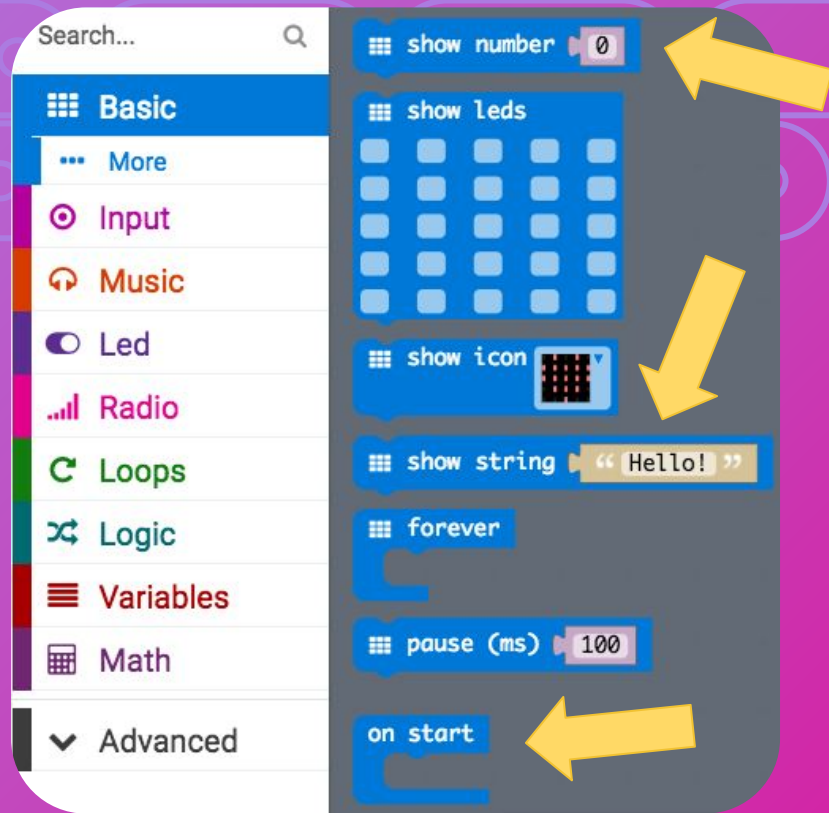 Search...
Basic
More
Input
Music
Led
Radio
Loops
Logic
Variables
Math
Advanced
show number 0
show leds
show icon
show string “ Hello! ”
forever
pause (ms) 100
on start